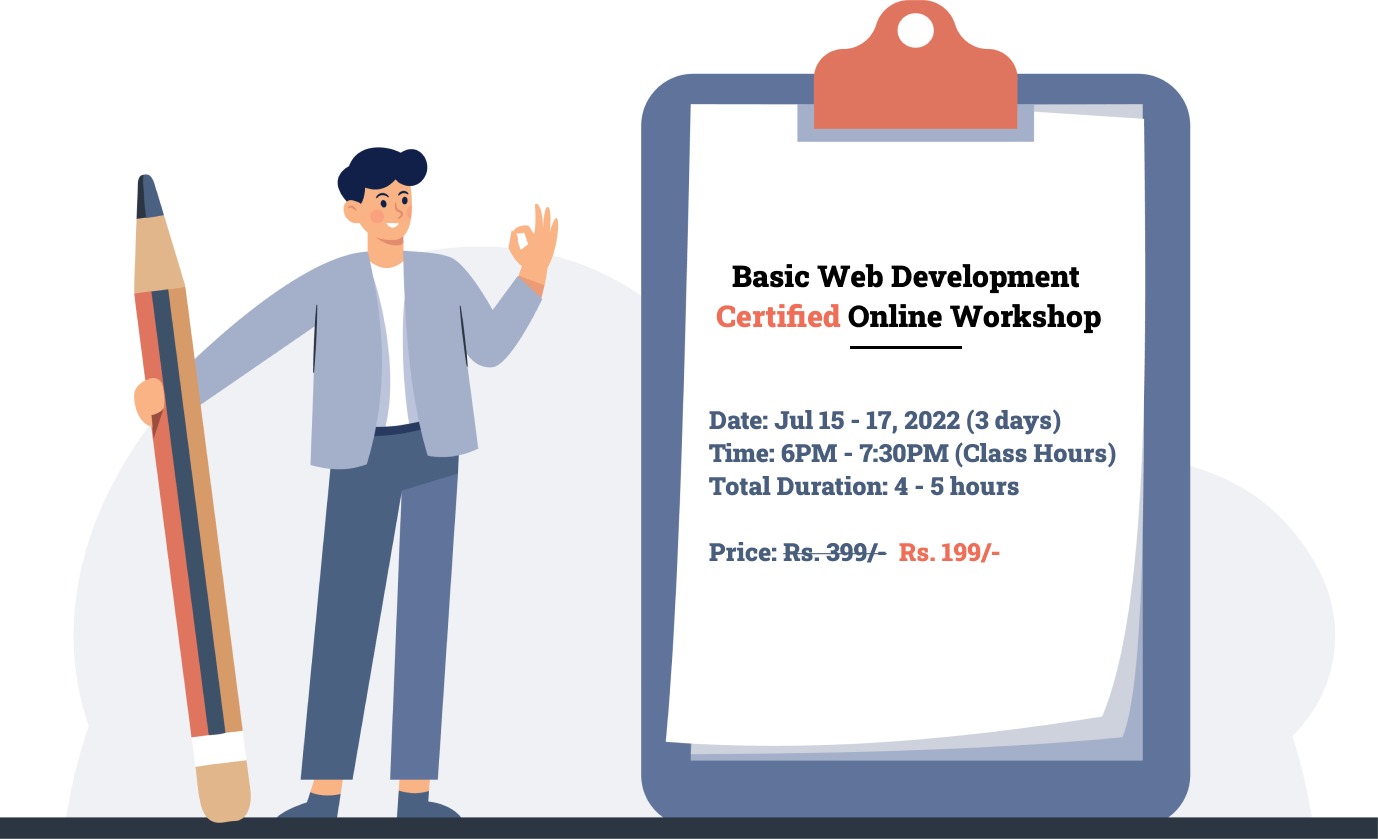 Basic Web Development
Certified Online Workshop
Date: Jul 15 - 17, 2022 (3 days)
Time: 6PM - 7:30PM (Class Hours)
Total Duration: 4 - 5 hours
Price: Rs. 399/- Rs. 199/-